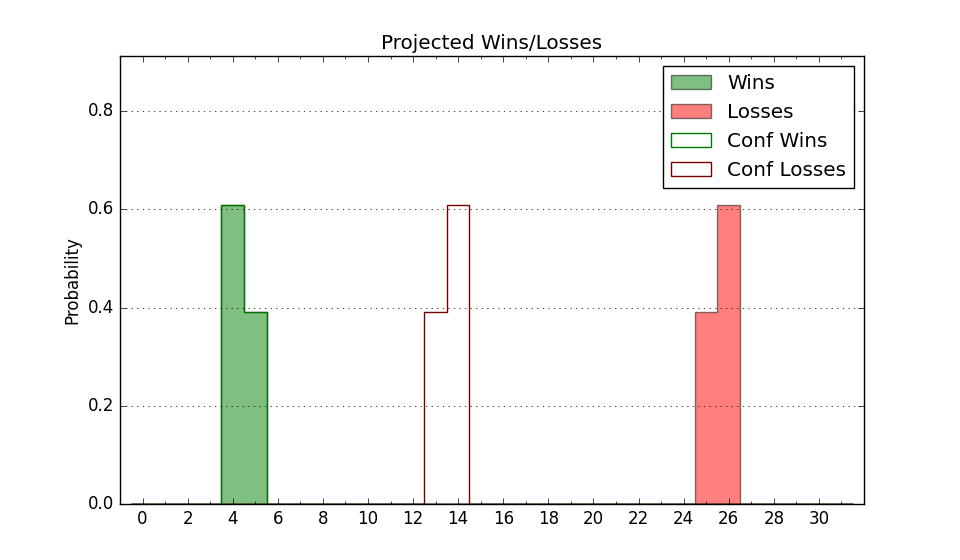 Projected Wins/Losses
Wins
Losses
Conf Wins
Conf Losses
Probability
0.8
0.6
0.4
0.2
0.0
0 2 4 6 8 10 12 14 16 18 20 22 24 26 28 30